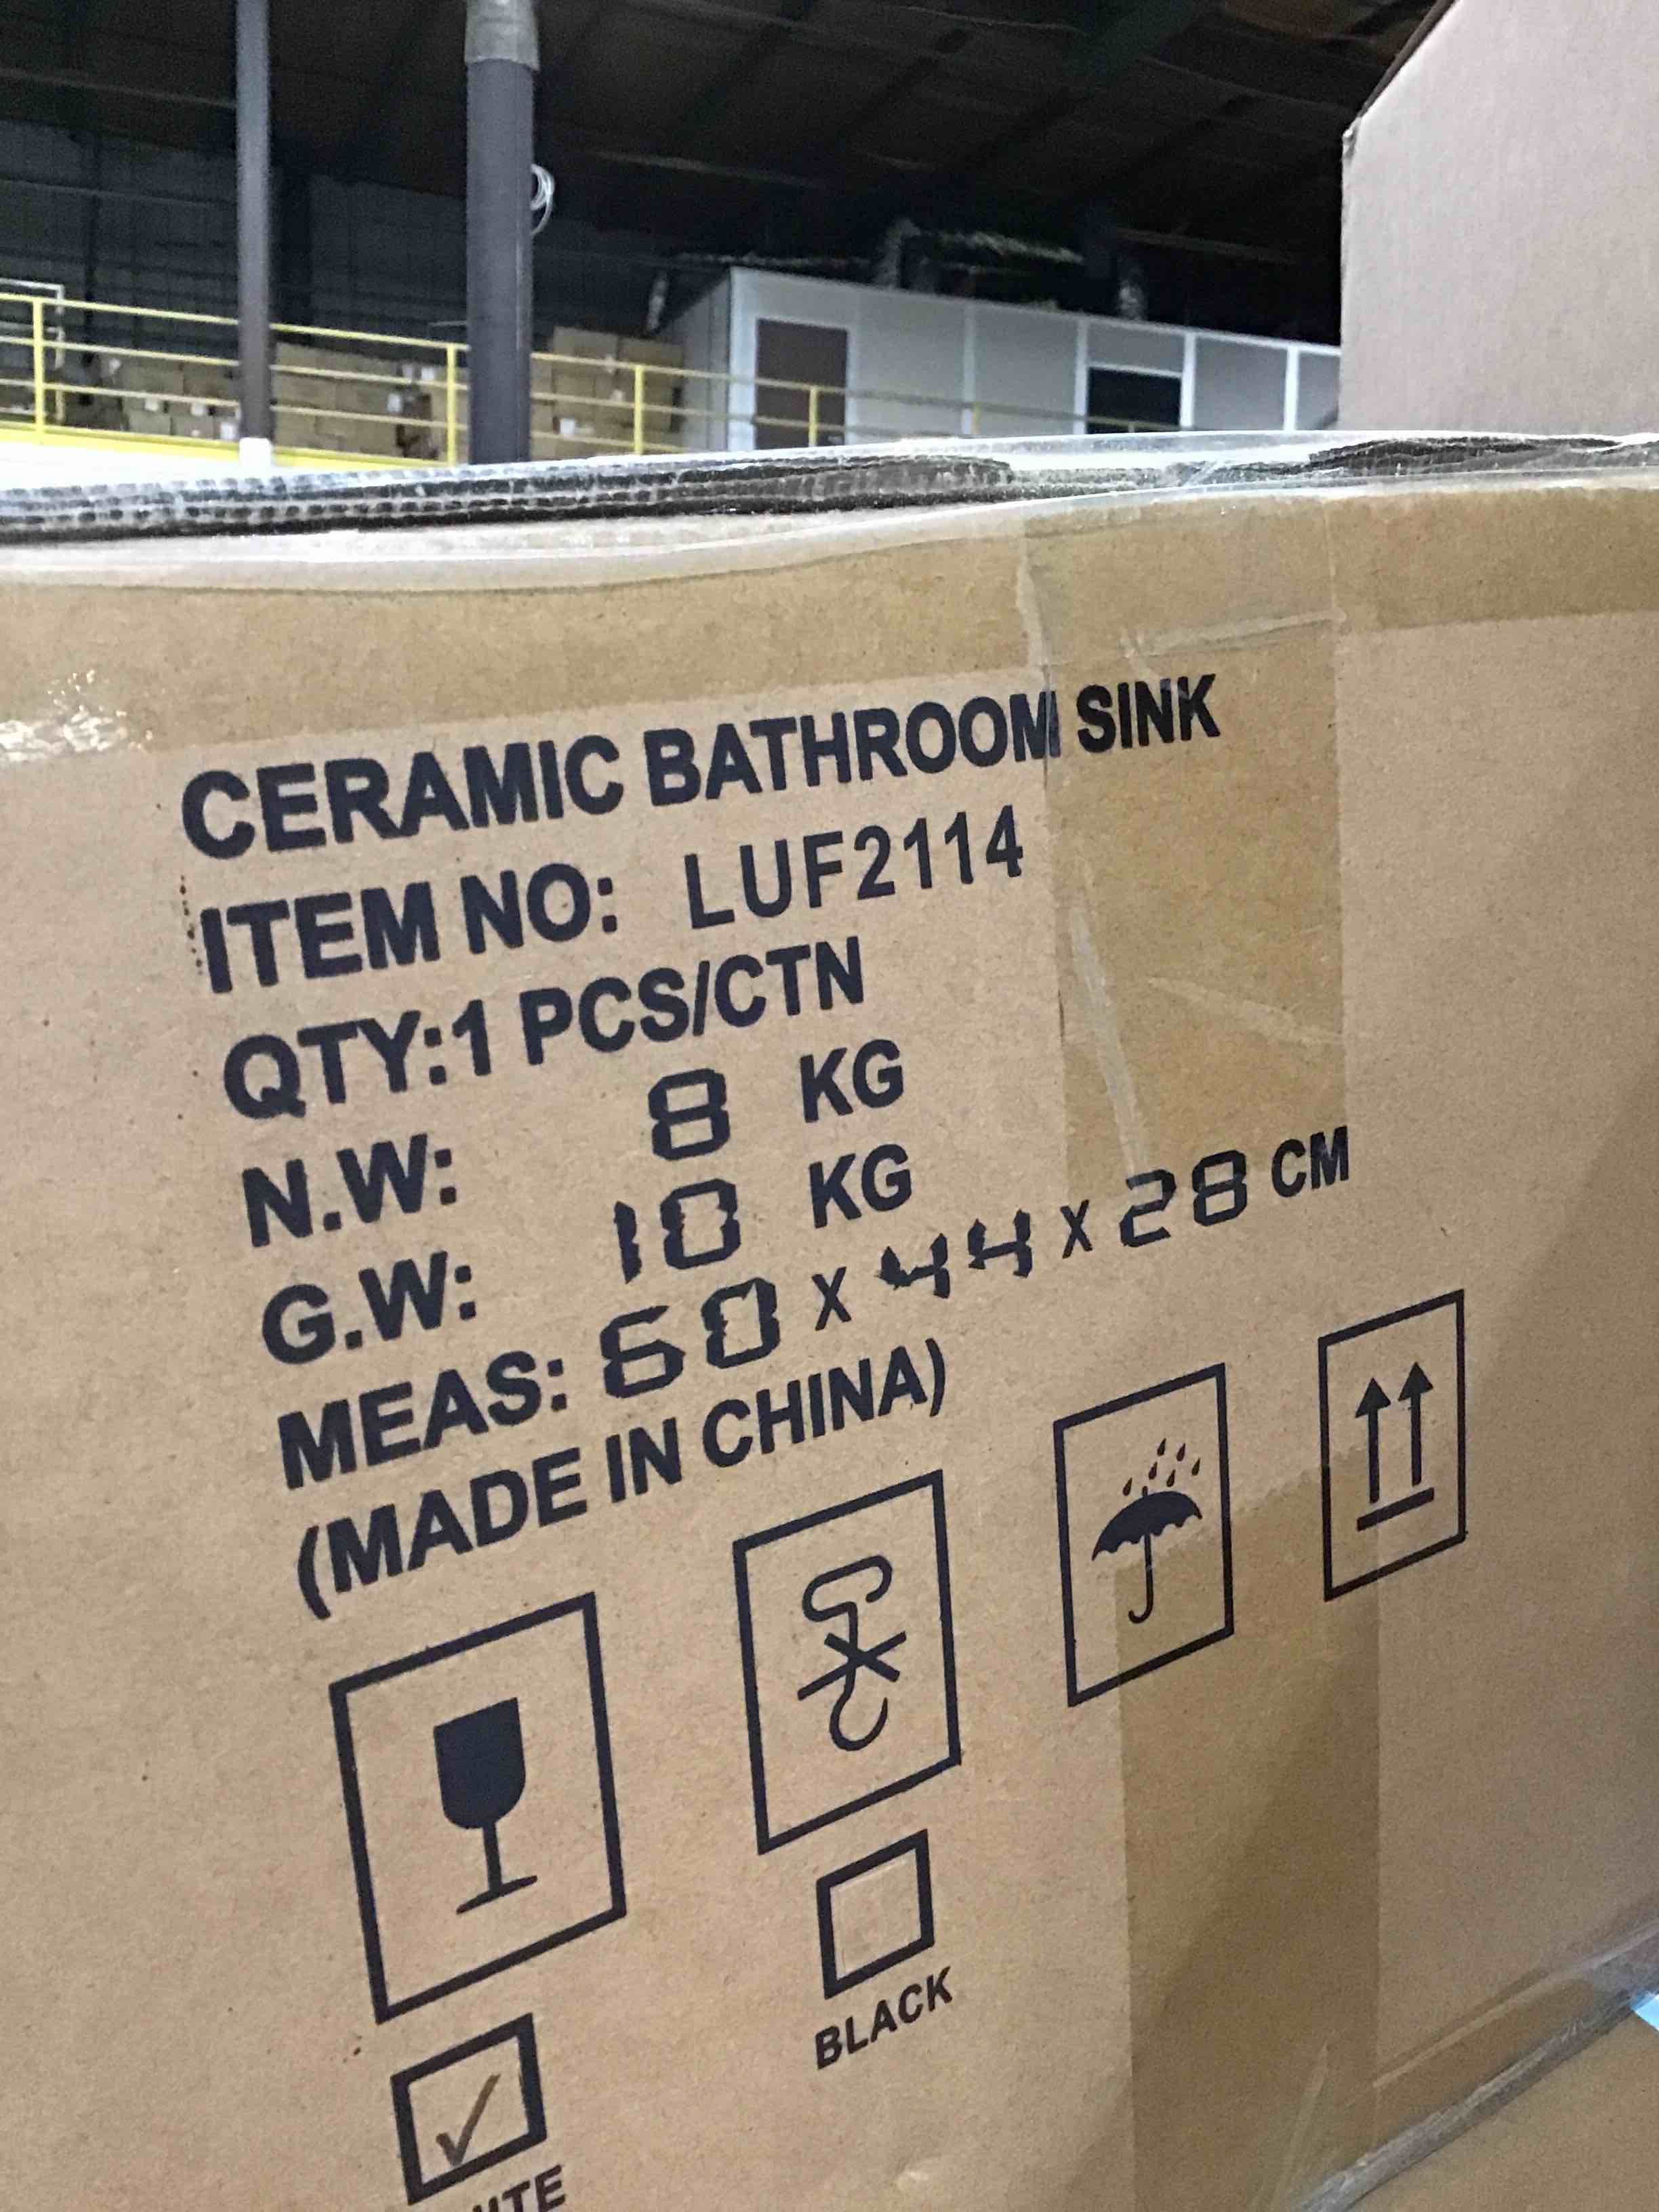 CERAMIC BATHROOM SINK
ITEM NO: LUF2114
QTY:1 PCS/CTN
N.W: 8 KG
G.W: 10 KG
MEAS: 60 X 44 X 28 CM
(MADE IN CHINA)
BLACK